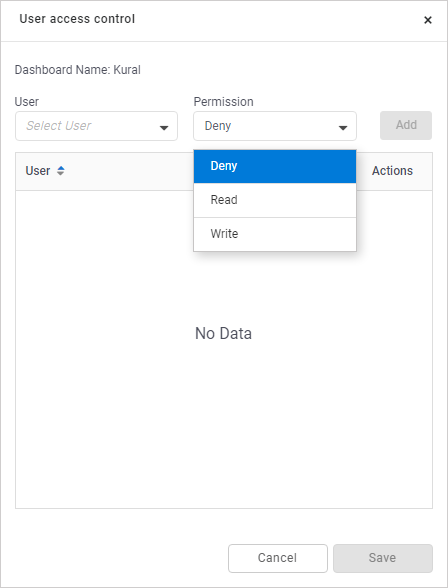 User access control
×
Dashboard Name: Kural
User
Permission
Select User
Deny
Add
User
Actions
Deny
Read
Write
No Data
Cancel
Save